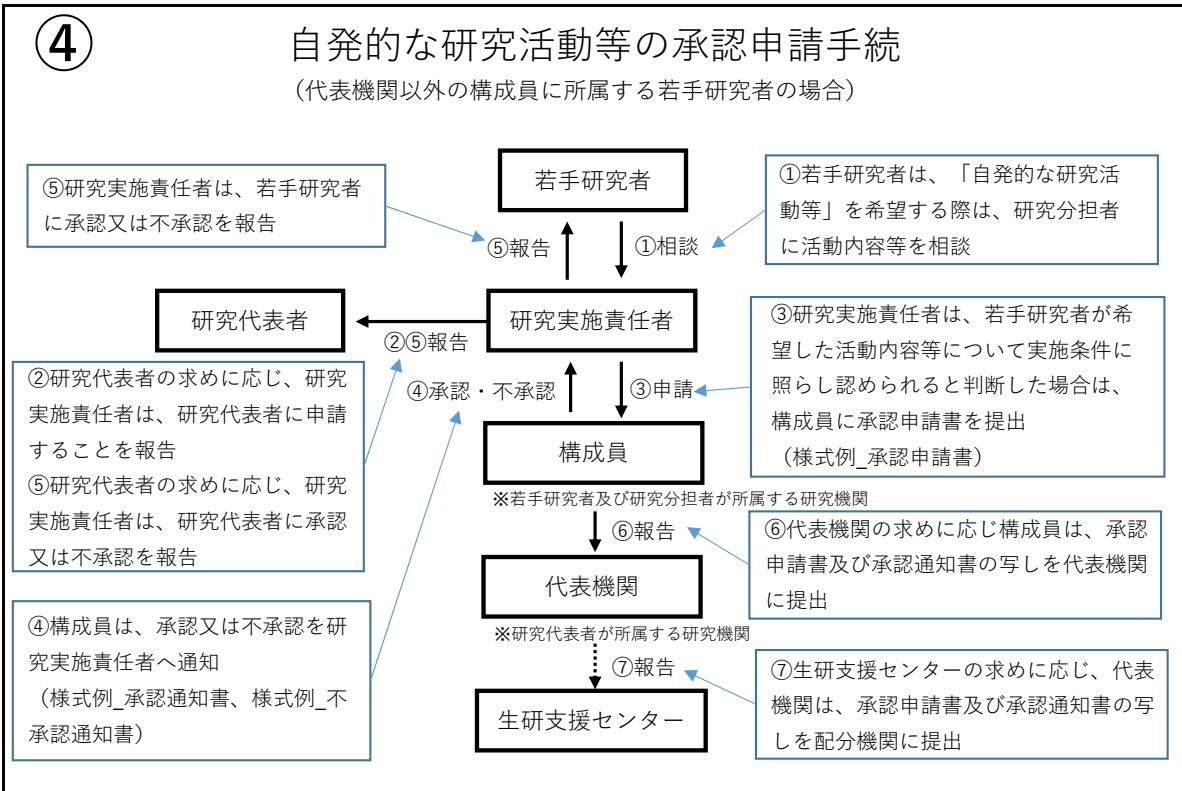 ④
自発的な研究活動等の承認申請手続
（代表機関以外の構成員に所属する若手研究者の場合）
⑤研究実施責任者は、若手研究者
に承認又は不承認を報告
若手研究者
①若手研究者は、「自発的な研究活
動等」を希望する際は、研究分担者
に活動内容等を相談
⑤報告
①相談
研究代表者
研究実施責任者
②⑤報告
②研究代表者の求めに応じ、研究
実施責任者は、研究代表者に申請
することを報告
⑤研究代表者の求めに応じ、研究
実施責任者は、研究代表者に承認
又は不承認を報告
④承認・不承認
③申請
③研究実施責任者は、若手研究者が希
望した活動内容等について実施条件に
照らし認められると判断した場合は、
構成員に承認申請書を提出
（様式例_承認申請書）
構成員
※若手研究者及び研究分担者が所属する研究機関
⑥報告
⑥代表機関の求めに応じ構成員は、承認
申請書及び承認通知書の写しを代表機関
に提出
代表機関
※研究代表者が所属する研究機関
④構成員は、承認又は不承認を研
究実施責任者へ通知
（様式例_承認通知書、様式例_不
承認通知書）
⑦報告
⑦生研支援センターの求めに応じ、代表
機関は、承認申請書及び承認通知書の写
しを配分機関に提出
生研支援センター